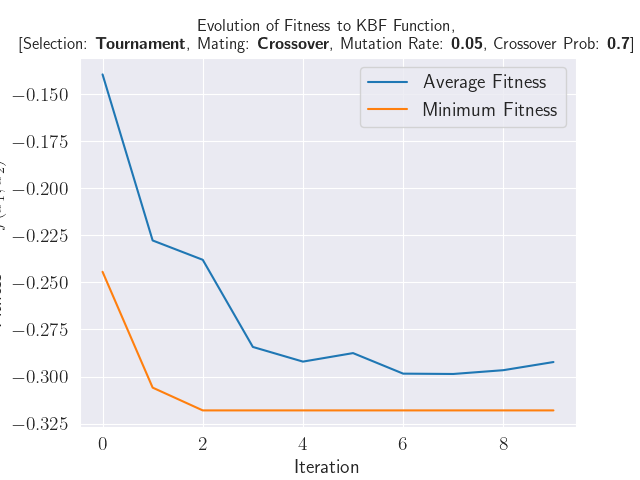 Evolution of Fitness to KBF Function,
[Selection: Tournament, Mating: Crossover, Mutation Rate: 0.05, Crossover Prob: 0.7]
Average Fitness
Minimum Fitness
−0.150
−0.175
−0.200
−0.225
−0.250
−0.275
−0.300
−0.325
0 2 4 6 8
Iteration